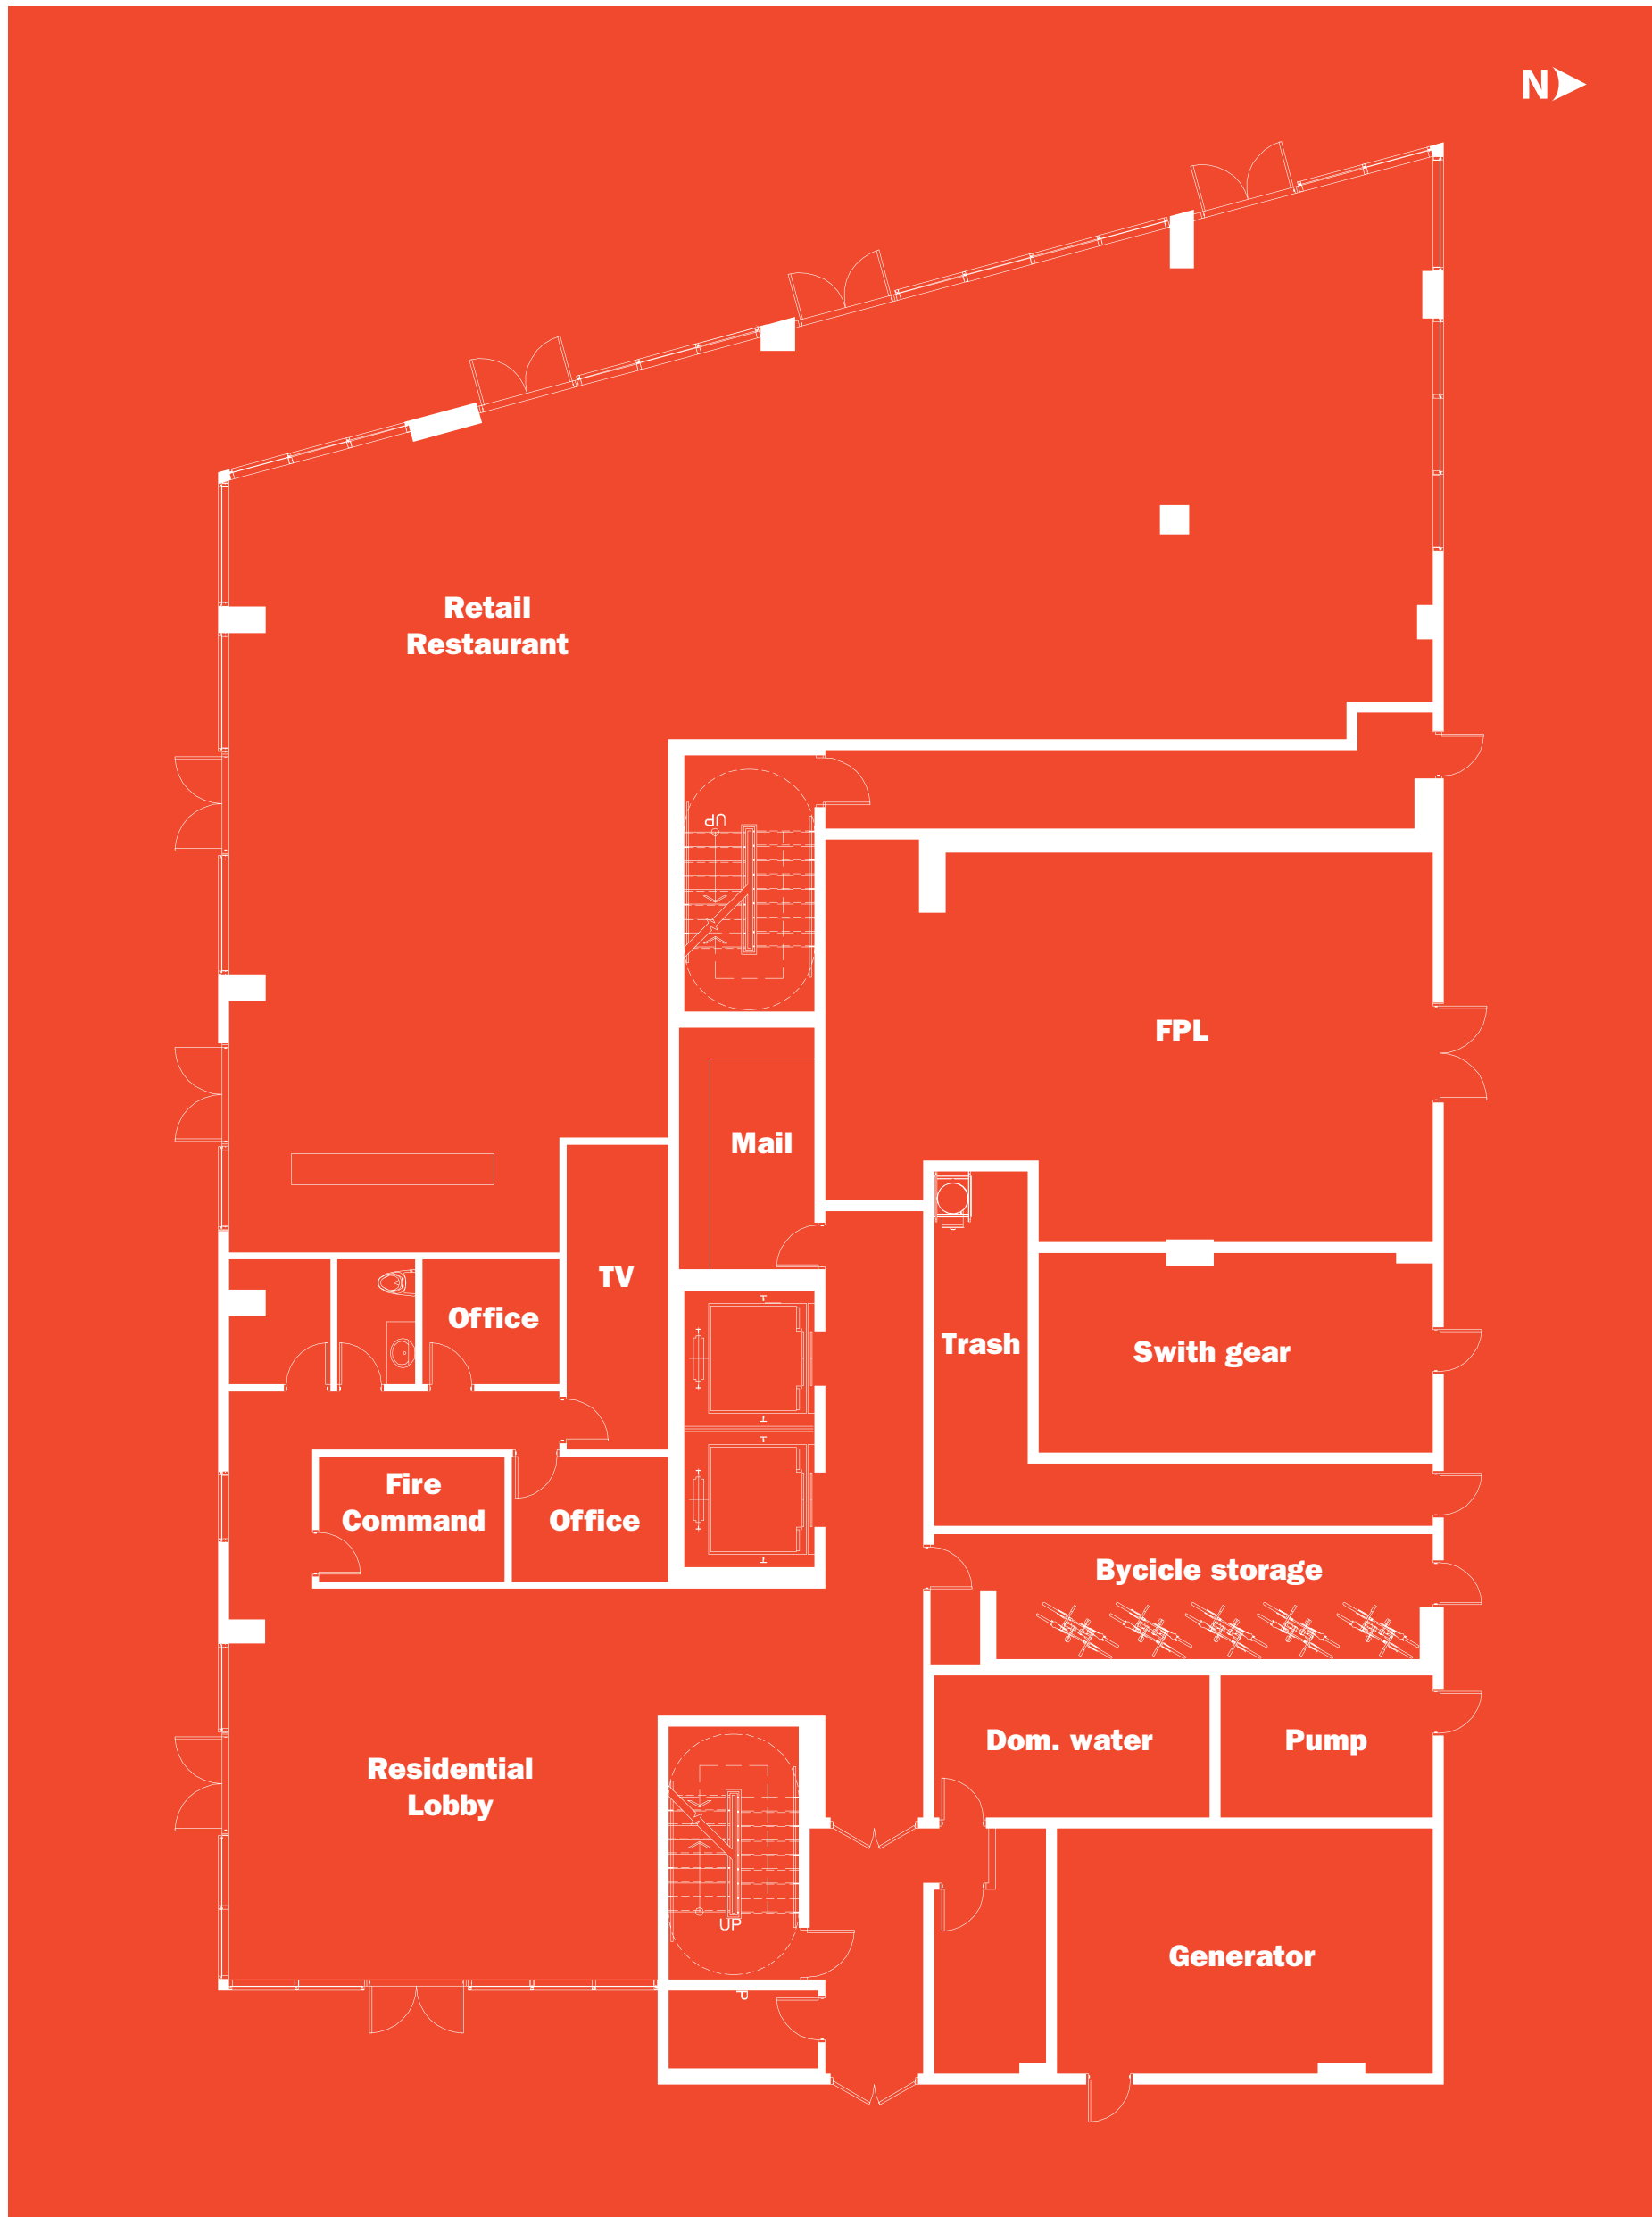 N
Retail
Restaurant
UP
FPL
Mail
TV
Office
Trash
Swith gear
Fire
Command
Office
Bycicle storage
Dom. water
Pump
Residential
Lobby
UP
Generator